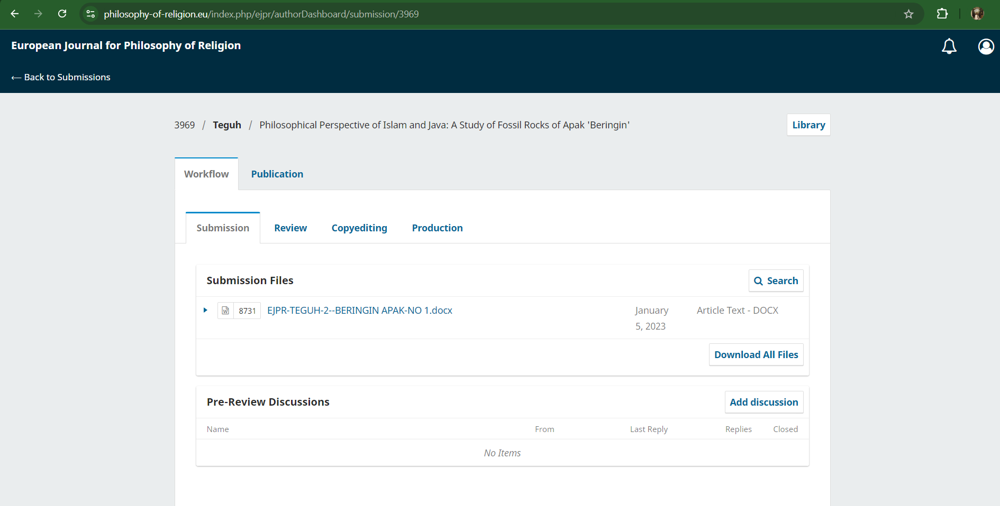 philosophy-of-religion.eu/index.php/ejpr/authorDashboard/submission/3969
European Journal for Philosophy of Religion
← Back to Submissions
3969 / Teguh / Philosophical Perspective of Islam and Java: A Study of Fossil Rocks of Apak 'Beringin'
Library
Workflow Publication
Submission Review Copyediting Production
Submission Files Search
W 8731 EJPR-TEGUH-2--BERINGIN APAK-NO 1.docx January 5, 2023 Article Text - DOCX
Download All Files
Pre-Review Discussions Add discussion
Name From Last Reply Replies Closed
No Items